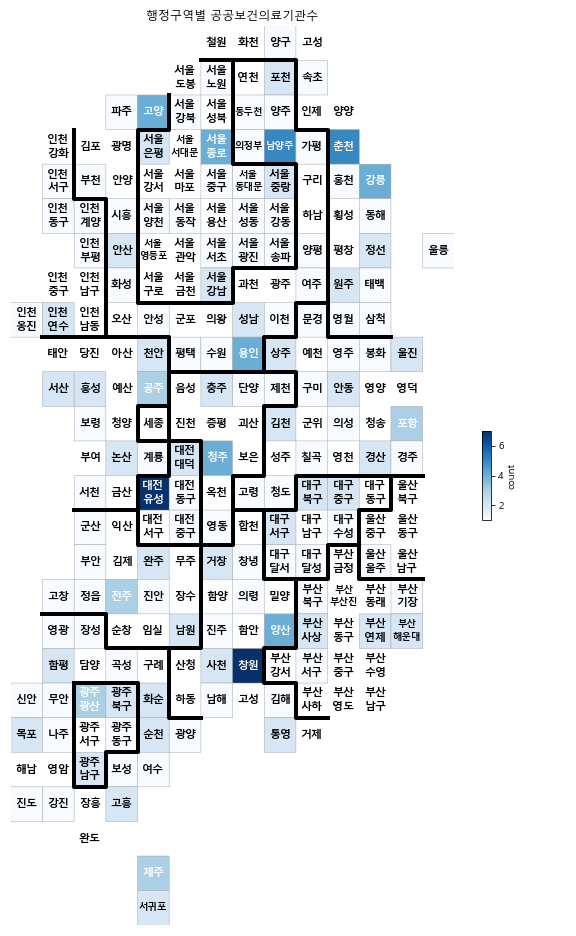 행정구역별 공공보건의료기관수
철원 화천 양구 고성
서울 서울 연천 포천 속초
도봉 노원
파주 고양 서울 서울 동두천 양주 인제 양양
강북 성북
인천 김포 광명 서울 서울 서울 의정부 남양주 가평 춘천
강화 은평 서대문 종로
인천 부천 안양 서울 서울 서울 서울 서울 구리 홍천 강릉
서구 강서 마포 중구 동대문 중랑
인천 인천 시흥 서울 서울 서울 서울 서울 하남 횡성 동해
동구 계양 양천 동작 용산 성동 강동
인천 안산 서울 서울 서울 서울 서울 양평 평창 정선 울릉
부평 영등포 관악 서초 광진 송파
인천 인천 화성 서울 서울 서울 과천 광주 여주 원주 태백
중구 남구 구로 금천 강남
인천 인천 인천 오산 안성 군포 의왕 성남 이천 문경 영월 삼척
옹진 연수 남동
태안 당진 아산 천안 평택 수원 용인 상주 예천 영주 봉화 울진
서산 홍성 예산 공주 음성 충주 단양 제천 구미 안동 영양 영덕
보령 청양 세종 진천 증평 괴산 김천 군위 의성 청송 포항
부여 논산 계룡 대전 청주 보은 성주 칠곡 영천 경산 경주
대덕
서천 금산 대전 대전 옥천 고령 청도 대구 대구 대구 울산
유성 동구 북구 중구 동구 북구
군산 익산 대전 대전 영동 합천 대구 대구 대구 울산 울산
서구 중구 서구 남구 수성 중구 동구
부안 김제 완주 무주 거창 창녕 대구 대구 부산 울산 울산
달서 달성 금정 울주 남구
고창 정읍 전주 진안 장수 함양 의령 밀양 부산 부산 부산 부산
북구 부산진 동래 기장
영광 장성 순창 임실 남원 진주 함안 양산 부산 부산 부산 부산
사상 동구 연제 해운대
함평 담양 곡성 구례 산청 사천 창원 부산 부산 부산 부산
강서 서구 중구 수영
신안 무안 광주 광주 화순 하동 남해 고성 김해 부산 부산 부산
광산 북구 사하 영도 남구
목포 나주 광주 광주 순천 광양 통영 거제
서구 동구
해남 영암 광주 보성 여수
남구
진도 강진 장흥 고흥
완도
제주
서귀포
6
4
2
count